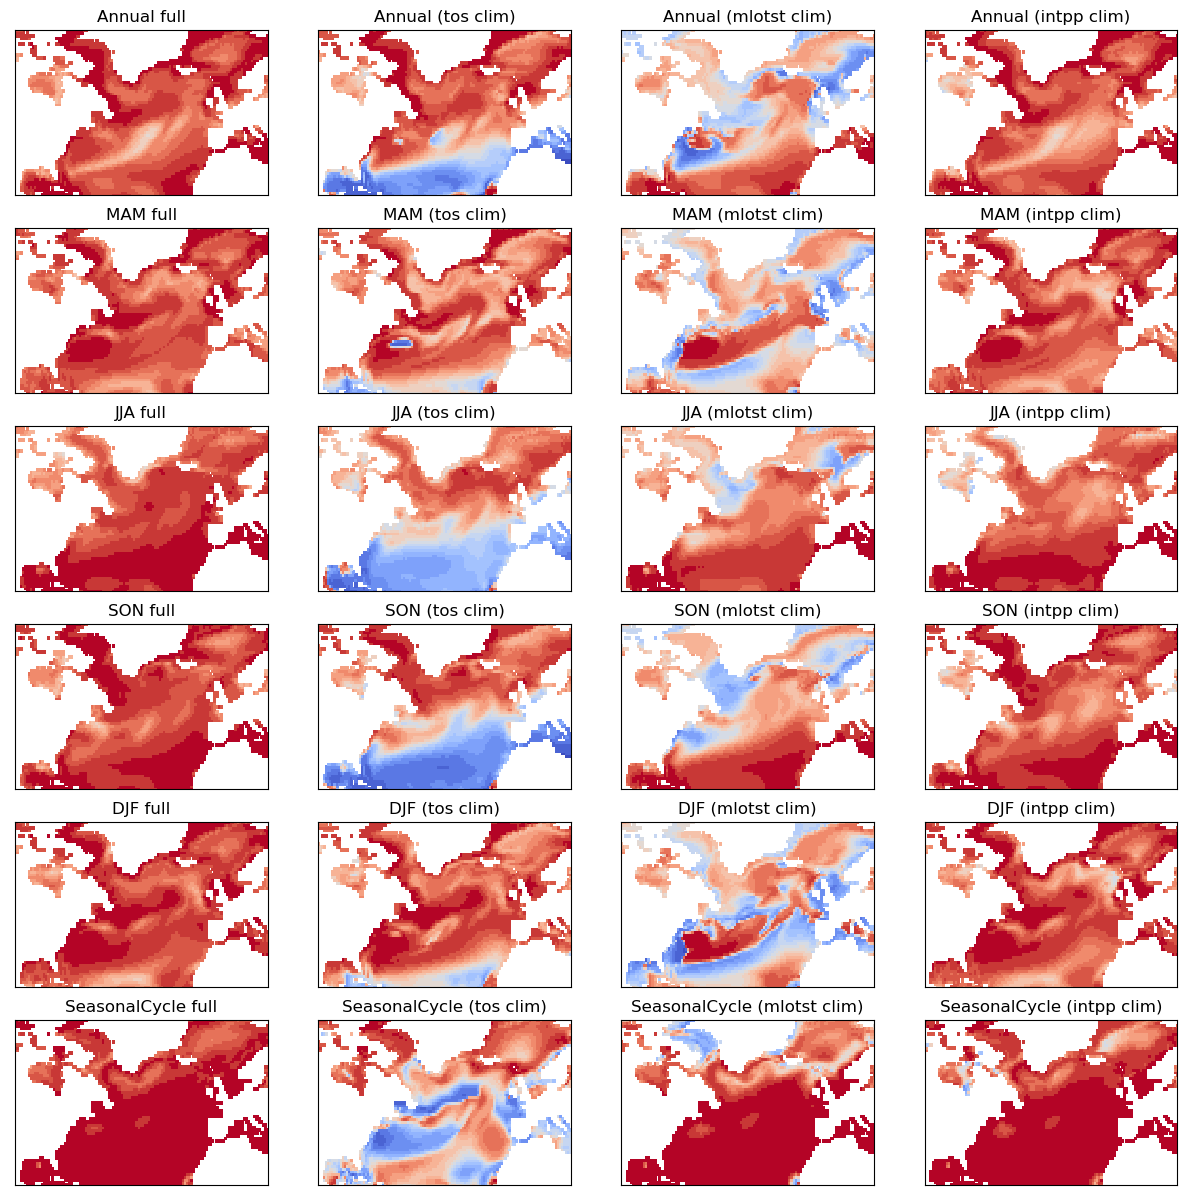 Annual full
Annual (tos clim)
Annual (mlotst clim)
Annual (intpp clim)
MAM full
MAM (tos clim)
MAM (mlotst clim)
MAM (intpp clim)
JJA full
JJA (tos clim)
JJA (mlotst clim)
JJA (intpp clim)
SON full
SON (tos clim)
SON (mlotst clim)
SON (intpp clim)
DJF full
DJF (tos clim)
DJF (mlotst clim)
DJF (intpp clim)
SeasonalCycle full
SeasonalCycle (tos clim)
SeasonalCycle (mlotst clim)
SeasonalCycle (intpp clim)